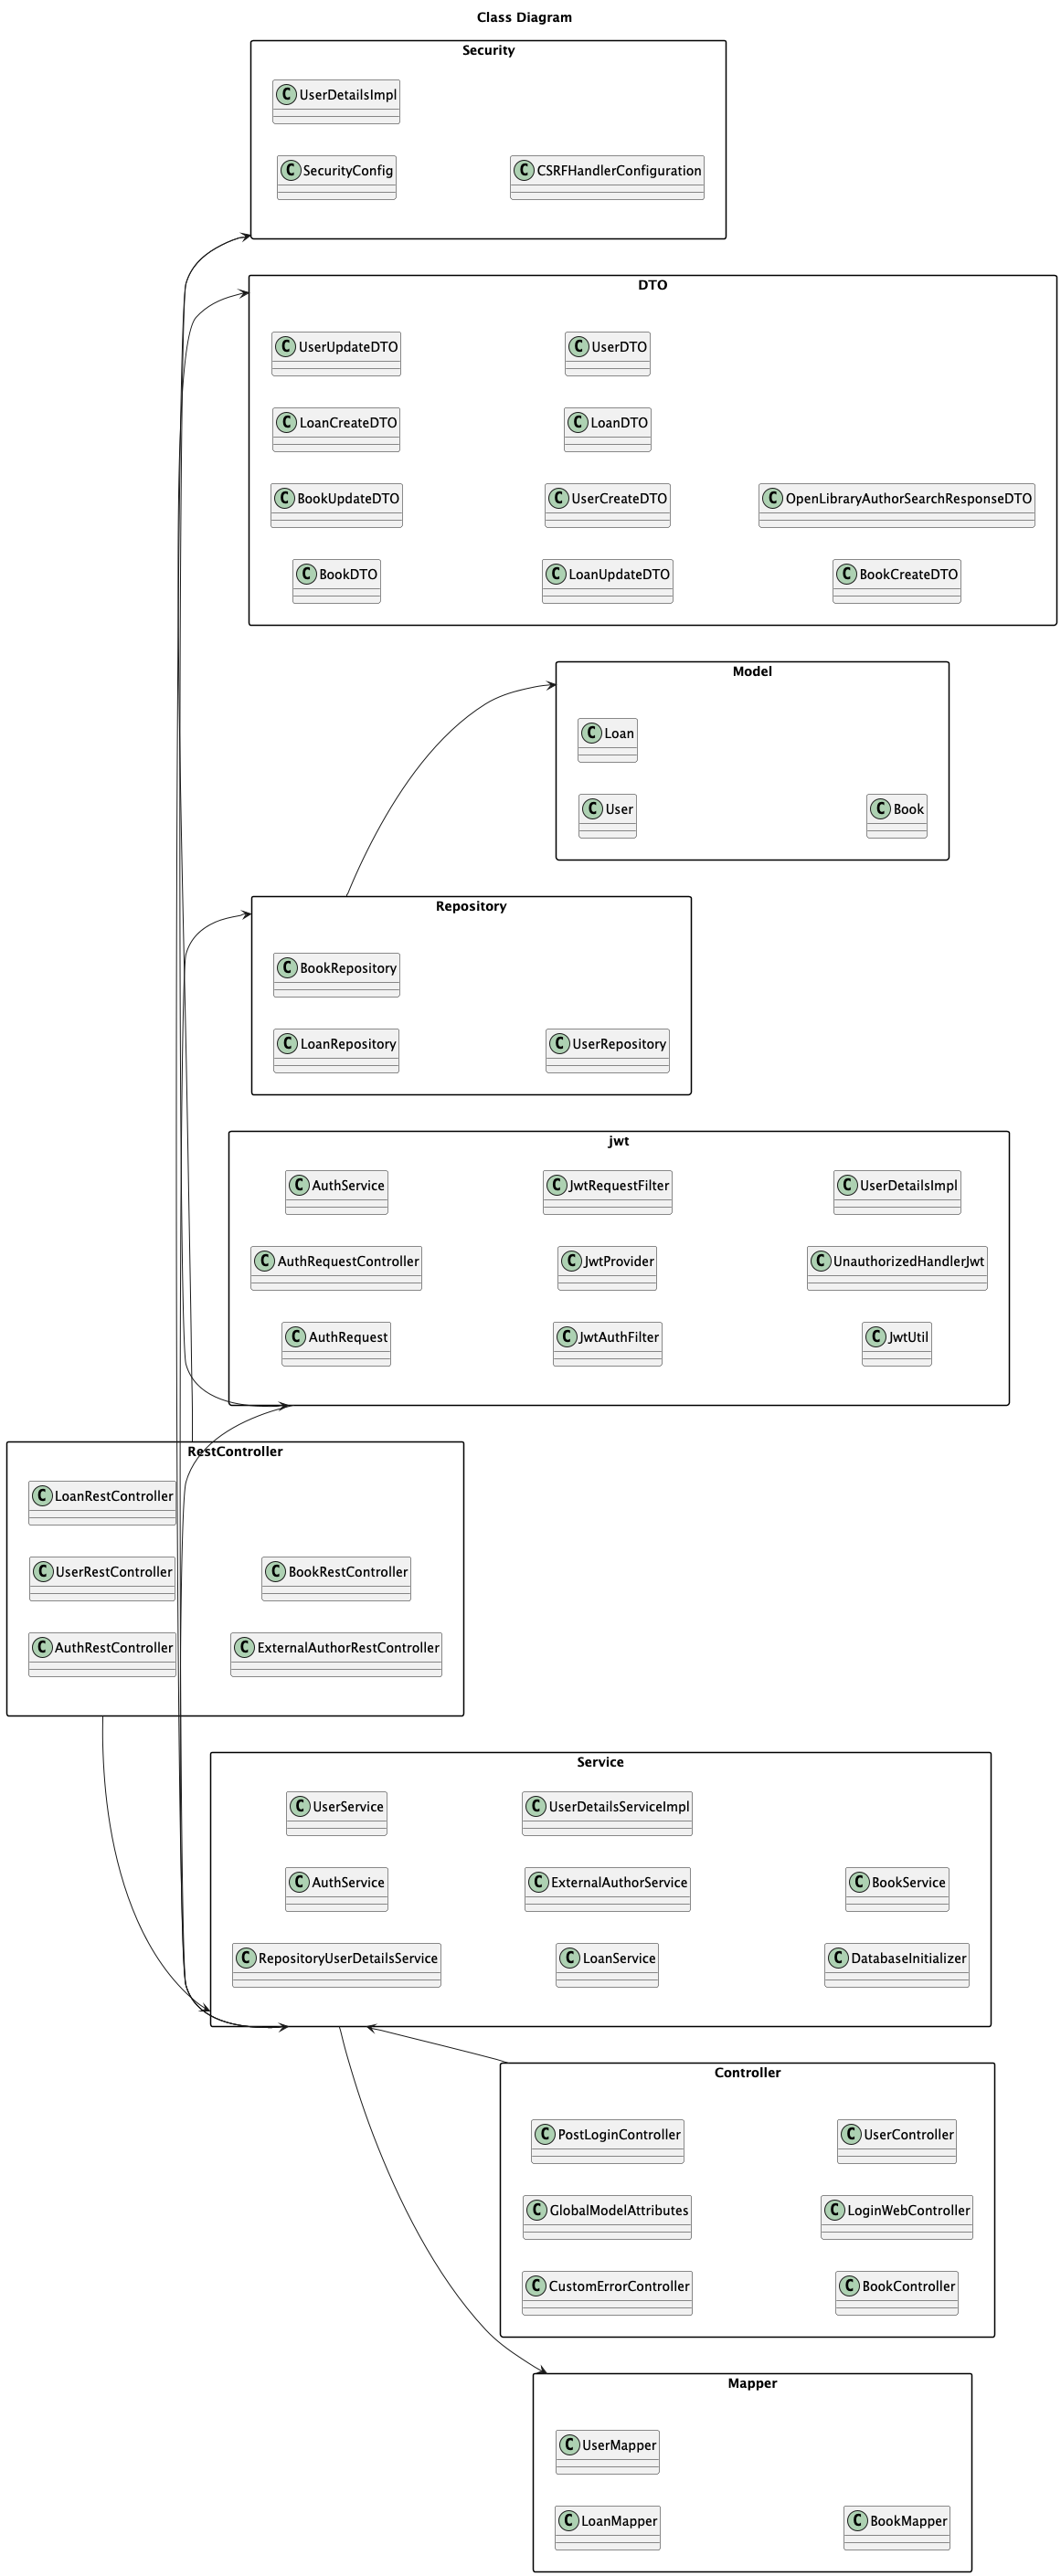 Class Diagram
Security
C UserDetailsImpl
C SecurityConfig
C CSRFHandlerConfiguration
DTO
C UserUpdateDTO
C UserDTO
C LoanCreateDTO
C LoanDTO
C BookUpdateDTO
C UserCreateDTO
C OpenLibraryAuthorSearchResponseDTO
C BookDTO
C LoanUpdateDTO
C BookCreateDTO
Model
C Loan
C User
C Book
Repository
C BookRepository
C LoanRepository
C UserRepository
jwt
C AuthService
C JwtRequestFilter
C UserDetailsImpl
C AuthRequestController
C JwtProvider
C UnauthorizedHandlerJwt
C AuthRequest
C JwtAuthFilter
C JwtUtil
RestController
C LoanRestController
C UserRestController
C BookRestController
C AuthRestController
C ExternalAuthorRestController
Service
C UserService
C UserDetailsServiceImpl
C AuthService
C ExternalAuthorService
C BookService
C RepositoryUserDetailsService
C LoanService
C DatabaseInitializer
Controller
C PostLoginController
C UserController
C GlobalModelAttributes
C LoginWebController
C CustomErrorController
C BookController
Mapper
C UserMapper
C LoanMapper
C BookMapper